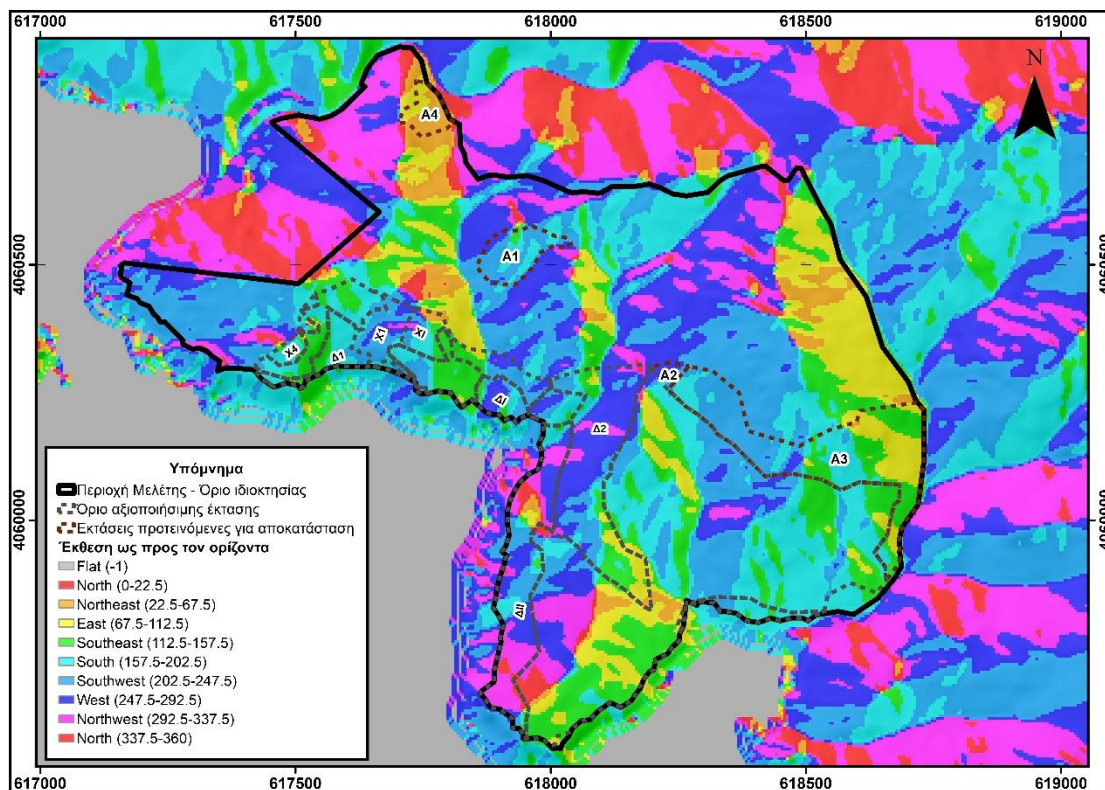 617000 617500 618000 618500 619000
N
A4
4060500 A1 4060500
X4 Δ1 X1 XI
ΔI A2
Δ2
A3
4060000 4060000
ΔII
Υπόμνημα
Περιοχή Μελέτης - Όριο ιδιοκτησίας
Όριο αξιοποιήσιμης έκτασης
Εκτάσεις προτεινόμενες για αποκατάσταση
Έκθεση ως προς τον ορίζοντα
Flat (-1)
North (0-22.5)
Northeast (22.5-67.5)
East (67.5-112.5)
Southeast (112.5-157.5)
South (157.5-202.5)
Southwest (202.5-247.5)
West (247.5-292.5)
Northwest (292.5-337.5)
North (337.5-360)
617000 617500 618000 618500 619000